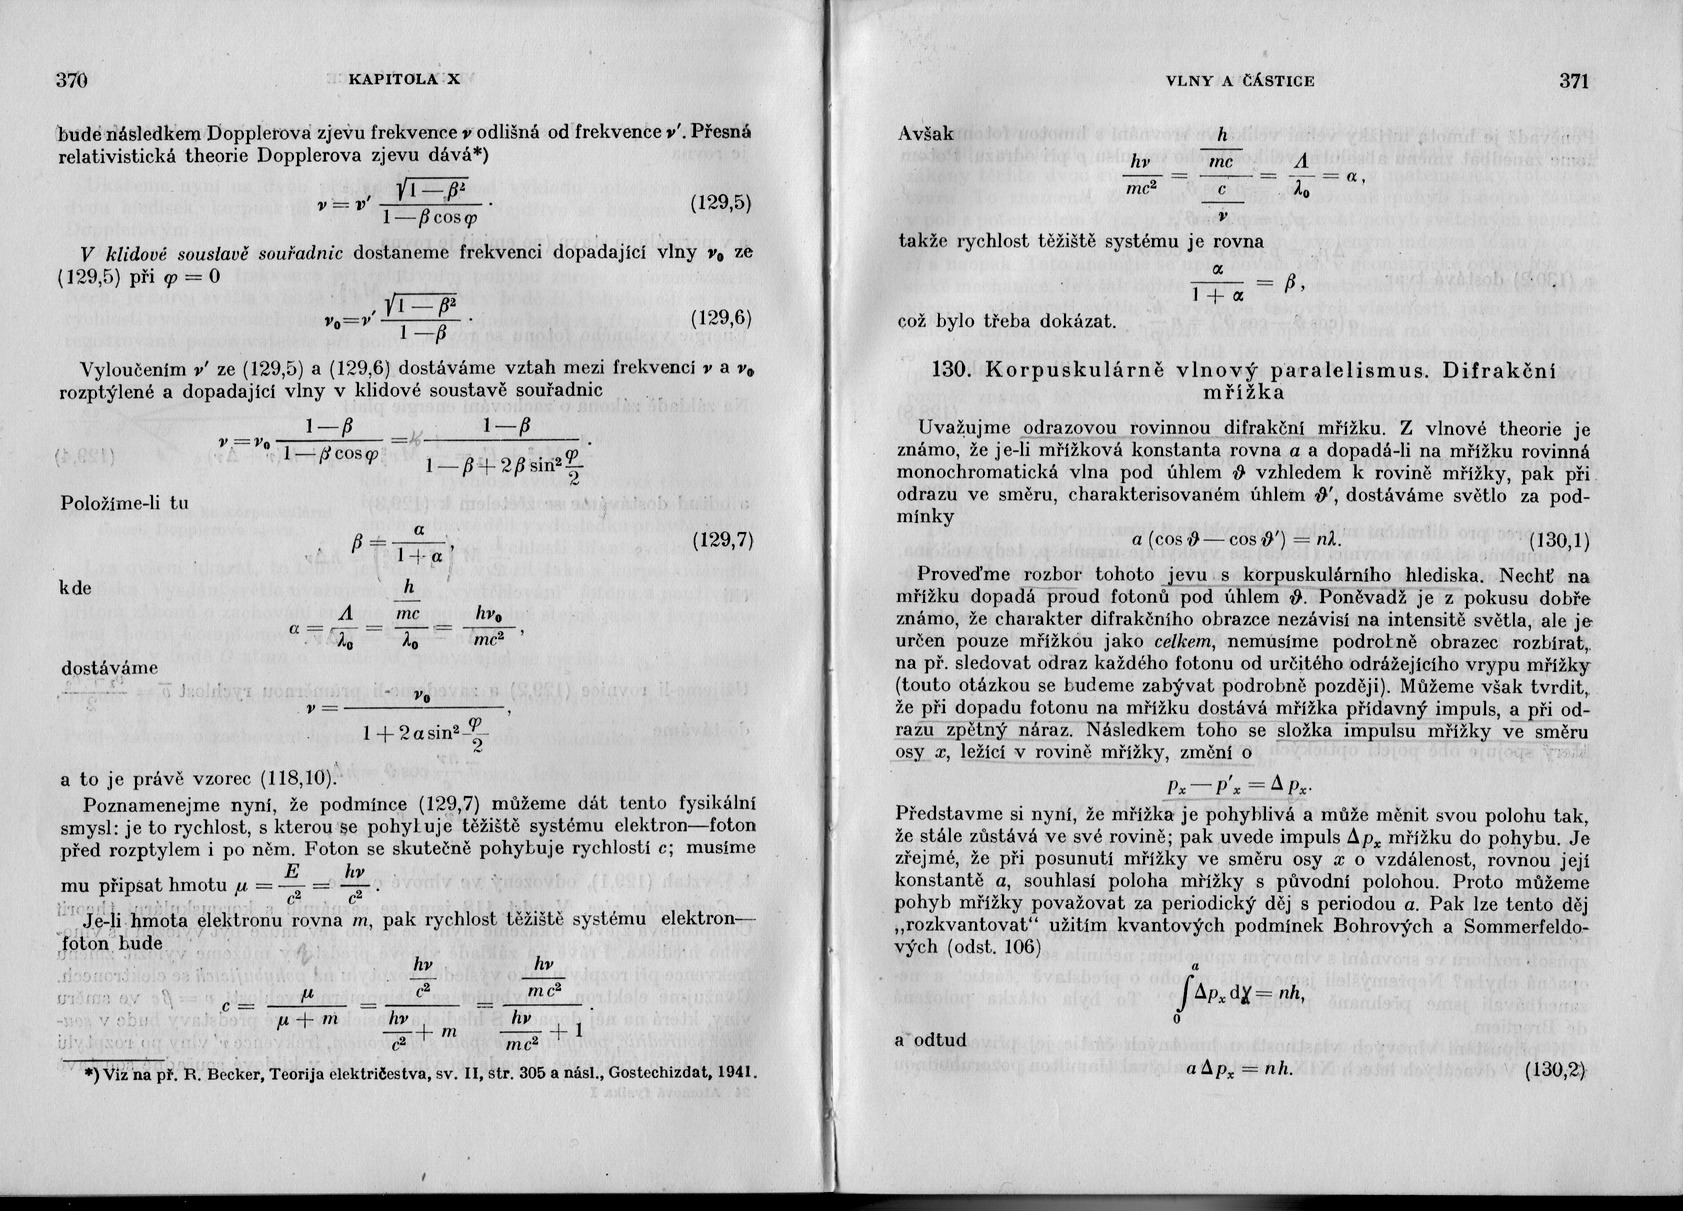 370
KAPITOLA X
bude následkem Dopplerova zjevu frekvence ν odlišná od frekvence ν′. Přesná
relativistická theorie Dopplerova zjevu dává*)
ν = ν′ √(1 — β²) / (1 — β cos φ) . (129,5)
V klidové soustavě souřadnic dostaneme frekvenci dopadající vlny ν₀ ze
(129,5) při φ = 0
ν₀ = ν′ √(1 — β²) / (1 — β) . (129,6)
Vyloučením ν′ ze (129,5) a (129,6) dostáváme vztah mezi frekvencí ν a ν₀
rozptýlené a dopadající vlny v klidové soustavě souřadnic
ν = ν₀ (1 — β) / (1 — β cos φ) = (1 — β) / (1 — β + 2β sin² φ/2) .
Položíme-li tu
β = α / (1 + α) , (129,7)
kde
α = Λ / λ₀ = (h / mc) / λ₀ = hν₀ / mc² ,
dostáváme
ν = ν₀ / (1 + 2α sin² φ/2) ,
a to je právě vzorec (118,10).
Poznamenejme nyní, že podmínce (129,7) můžeme dát tento fysikální
smysl: je to rychlost, s kterou se pohybuje těžiště systému elektron—foton
před rozptylem i po něm. Foton se skutečně pohybuje rychlostí c; musíme
mu připsat hmotu μ = E / c² = hν / c² .
Je-li hmota elektronu rovna m, pak rychlost těžiště systému elektron—
foton bude
c = μ / (μ + m) = (hν / c²) / (hν / c² + m) = (hν / mc²) / (hν / mc² + 1) .
*) Viz na př. R. Becker, Teorija električestva, sv. II, str. 305 a násl., Gostechizdat, 1941.
VLNY A ČÁSTICE
371
Avšak
hν / mc² = (h / mc) / (c / ν) = Λ / λ₀ = α ,
takže rychlost těžiště systému je rovna
α / (1 + α) = β ,
což bylo třeba dokázat.
130. Korpuskulárně vlnový paralelismus. Difrakční
mřížka
Uvažujme odrazovou rovinnou difrakční mřížku. Z vlnové theorie je
známo, že je-li mřížková konstanta rovna a a dopadá-li na mřížku rovinná
monochromatická vlna pod úhlem ϑ vzhledem k rovině mřížky, pak při
odrazu ve směru, charakterisovaném úhlem ϑ′, dostáváme světlo za pod-
mínky
a (cos ϑ — cos ϑ′) = nλ. (130,1)
Proveďme rozbor tohoto jevu s korpuskulárního hlediska. Nechť na
mřížku dopadá proud fotonů pod úhlem ϑ. Poněvadž je z pokusu dobře
známo, že charakter difrakčního obrazce nezávisí na intensitě světla, ale je
určen pouze mřížkou jako celkem, nemusíme podrobně obrazec rozbírat,
na př. sledovat odraz každého fotonu od určitého odrážejícího vrypu mřížky
(touto otázkou se budeme zabývat podrobně později). Můžeme však tvrdit,
že při dopadu fotonu na mřížku dostává mřížka přídavný impuls, a při od-
razu zpětný náraz. Následkem toho se složka impulsu mřížky ve směru
osy x, ležící v rovině mřížky, změní o
pₓ — p′ₓ = Δpₓ.
Představme si nyní, že mřížka je pohyblivá a může měnit svou polohu tak,
že stále zůstává ve své rovině; pak uvede impuls Δpₓ mřížku do pohybu. Je
zřejmé, že při posunutí mřížky ve směru osy x o vzdálenost, rovnou její
konstantě a, souhlasí poloha mřížky s původní polohou. Proto můžeme
pohyb mřížky považovat za periodický děj s periodou a. Pak lze tento děj
„rozkvantovat“ užitím kvantových podmínek Bohrových a Sommerfeldo-
vých (odst. 106)
∫₀ᵃ Δpₓ dχ = nh,
a odtud
a Δpₓ = nh. (130,2)